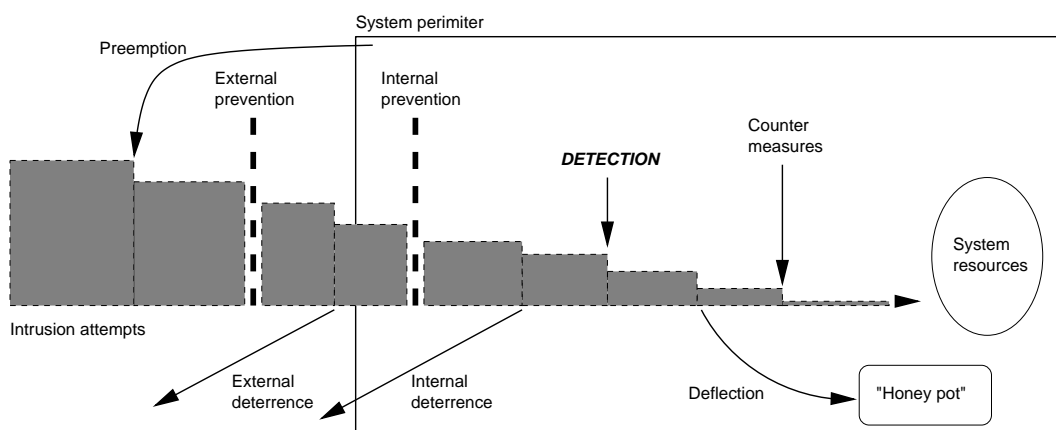 System perimiter
Preemption
External
prevention
Internal
prevention
Counter
measures
DETECTION
System
resources
Intrusion attempts
External
deterrence
Internal
deterrence
Deflection
"Honey pot"